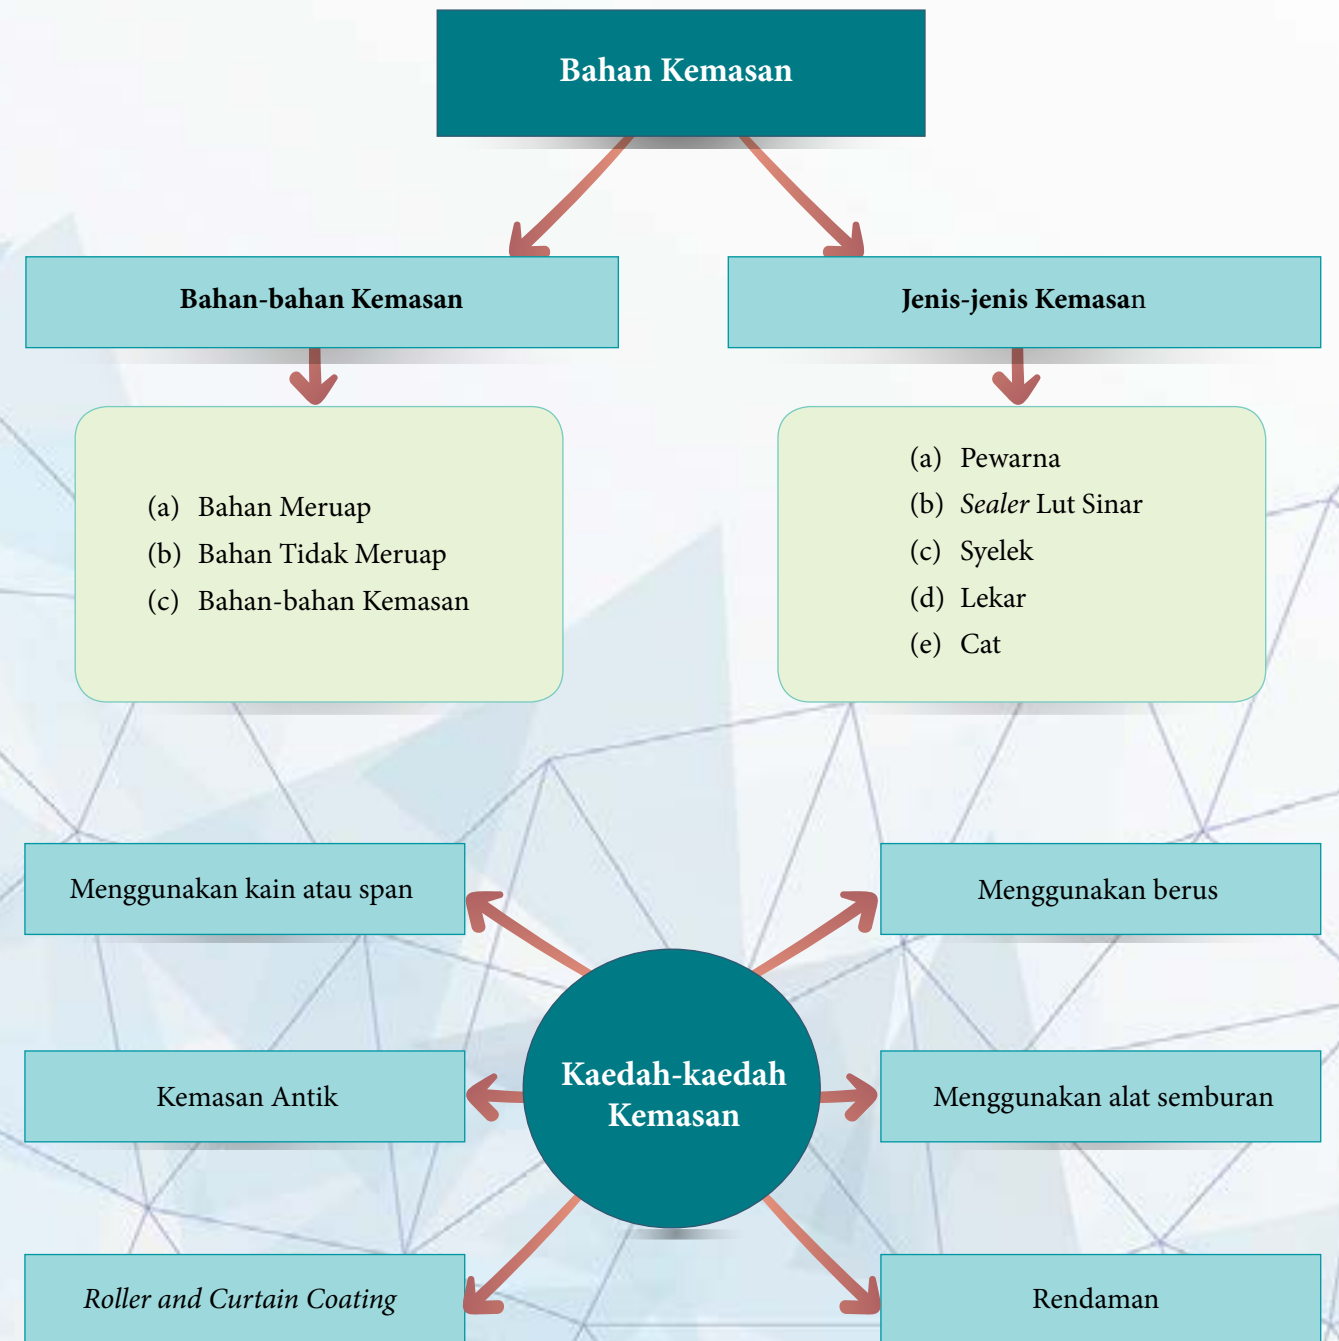 Bahan Kemasan
Bahan-bahan Kemasan
Jenis-jenis Kemasan
(a) Bahan Meruap
(b) Bahan Tidak Meruap
(c) Bahan-bahan Kemasan
(a) Pewarna
(b) Sealer Lut Sinar
(c) Syelek
(d) Lekar
(e) Cat
Menggunakan kain atau span
Menggunakan berus
Kemasan Antik
Kaedah-kaedah
Kemasan
Menggunakan alat semburan
Roller and Curtain Coating
Rendaman